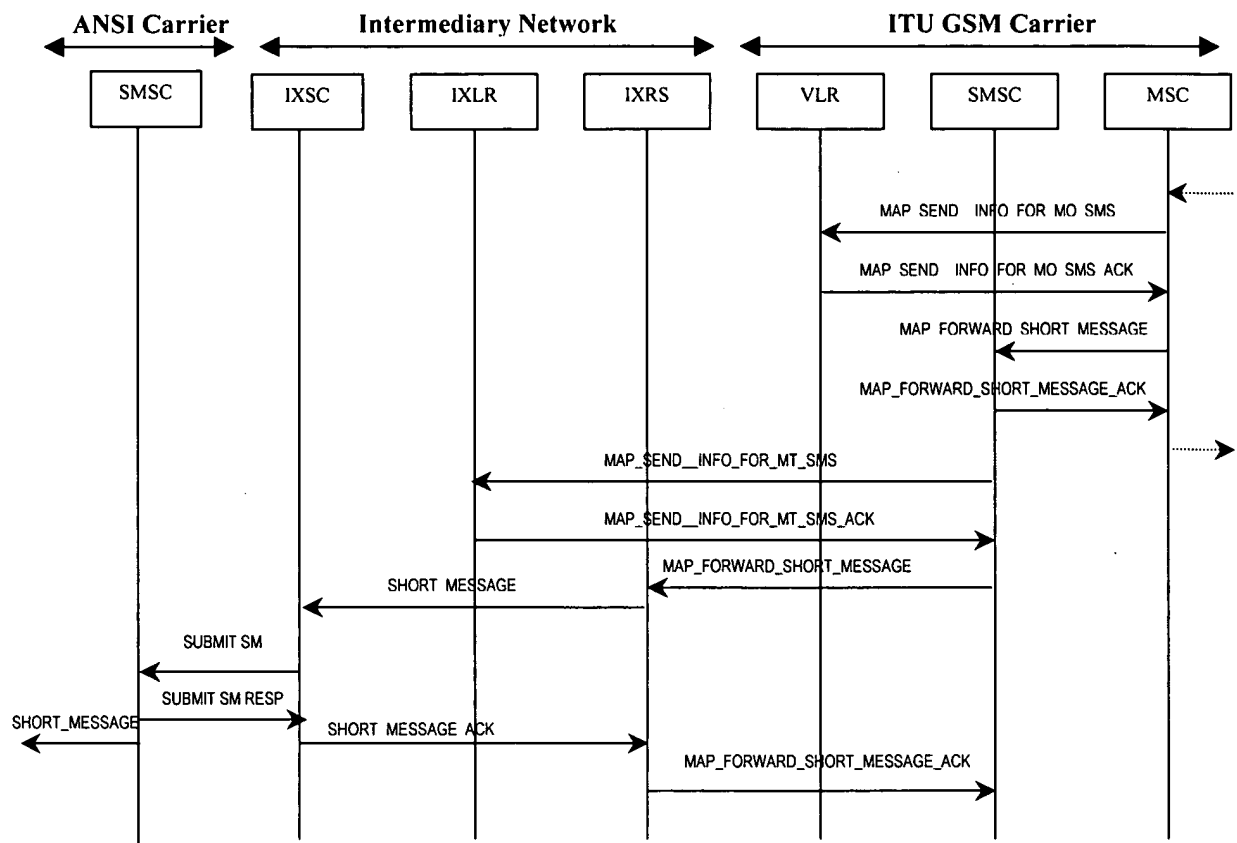 ANSI Carrier Intermediary Network ITU GSM Carrier
SMSC IXSC IXLR IXRS VLR SMSC MSC
MAP SEND INFO FOR MO SMS
MAP SEND INFO FOR MO SMS ACK
MAP FORWARD SHORT MESSAGE
MAP_FORWARD_SHORT_MESSAGE_ACK
MAP_SEND__INFO_FOR_MT_SMS
MAP_SEND__INFO_FOR_MT_SMS_ACK
MAP_FORWARD_SHORT_MESSAGE
SHORT MESSAGE
SUBMIT SM
SUBMIT SM RESP
SHORT_MESSAGE
SHORT MESSAGE ACK
MAP_FORWARD_SHORT_MESSAGE_ACK